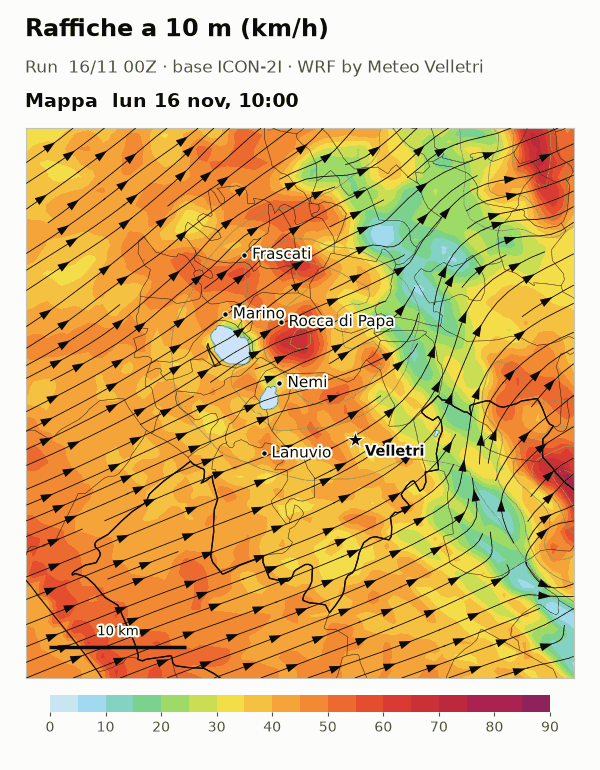 Raffiche a 10 m (km/h)
Run  16/11 00Z · base ICON-2I · WRF by Meteo Velletri
Mappa  lun 16 nov, 10:00
Frascati
Marino
Rocca di Papa
Nemi
Velletri
Lanuvio
10 km
0 10 20 30 40 50 60 70 80 90